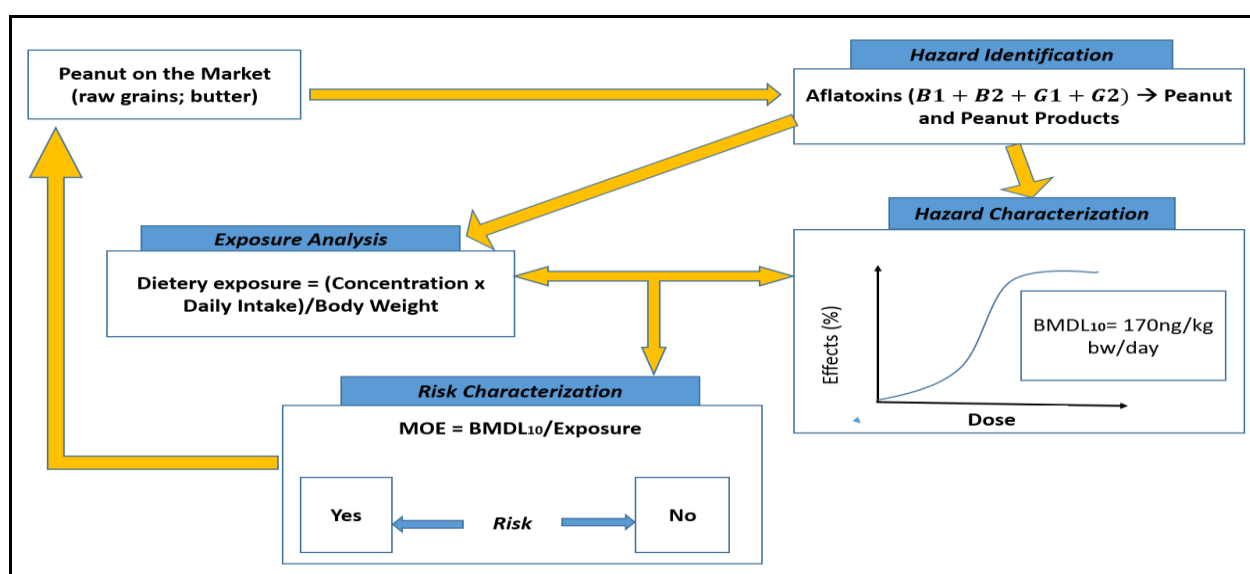 Peanut on the Market
(raw grains; butter)
Hazard Identification
Aflatoxins (B1 + B2 + G1 + G2) → Peanut
and Peanut Products
Exposure Analysis
Dietery exposure = (Concentration x
Daily Intake)/Body Weight
Hazard Characterization
Effects (%)
BMDL₁₀= 170ng/kg
bw/day
Dose
Risk Characterization
MOE = BMDL₁₀/Exposure
Yes
Risk
No